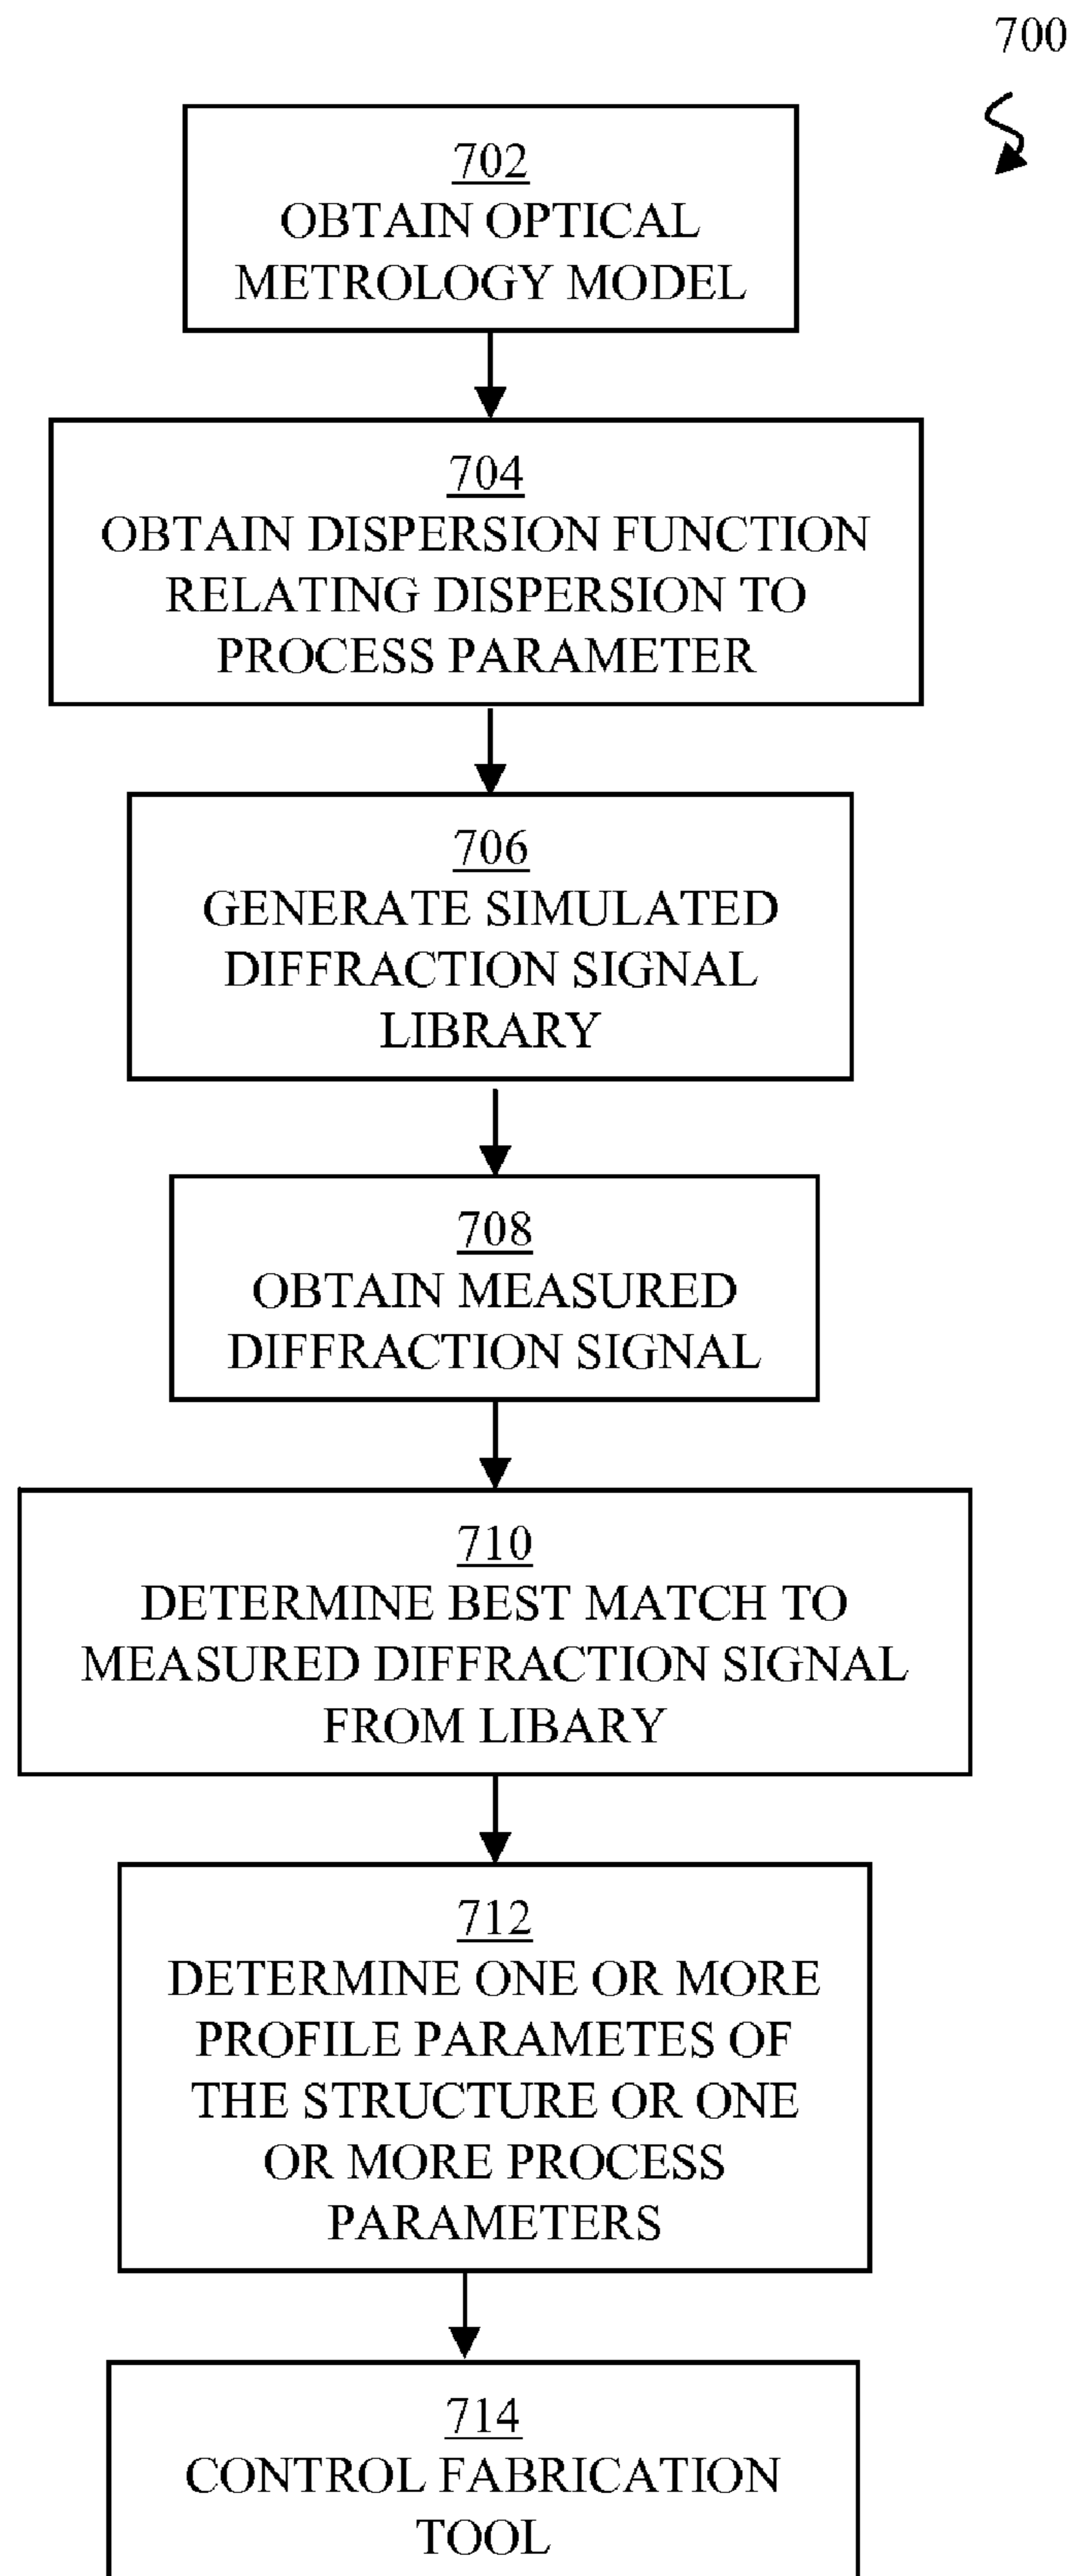 700
702
OBTAIN OPTICAL
METROLOGY MODEL
704
OBTAIN DISPERSION FUNCTION
RELATING DISPERSION TO
PROCESS PARAMETER
706
GENERATE SIMULATED
DIFFRACTION SIGNAL
LIBRARY
708
OBTAIN MEASURED
DIFFRACTION SIGNAL
710
DETERMINE BEST MATCH TO
MEASURED DIFFRACTION SIGNAL
FROM LIBARY
712
DETERMINE ONE OR MORE
PROFILE PARAMETES OF
THE STRUCTURE OR ONE
OR MORE PROCESS
PARAMETERS
714
CONTROL FABRICATION
TOOL